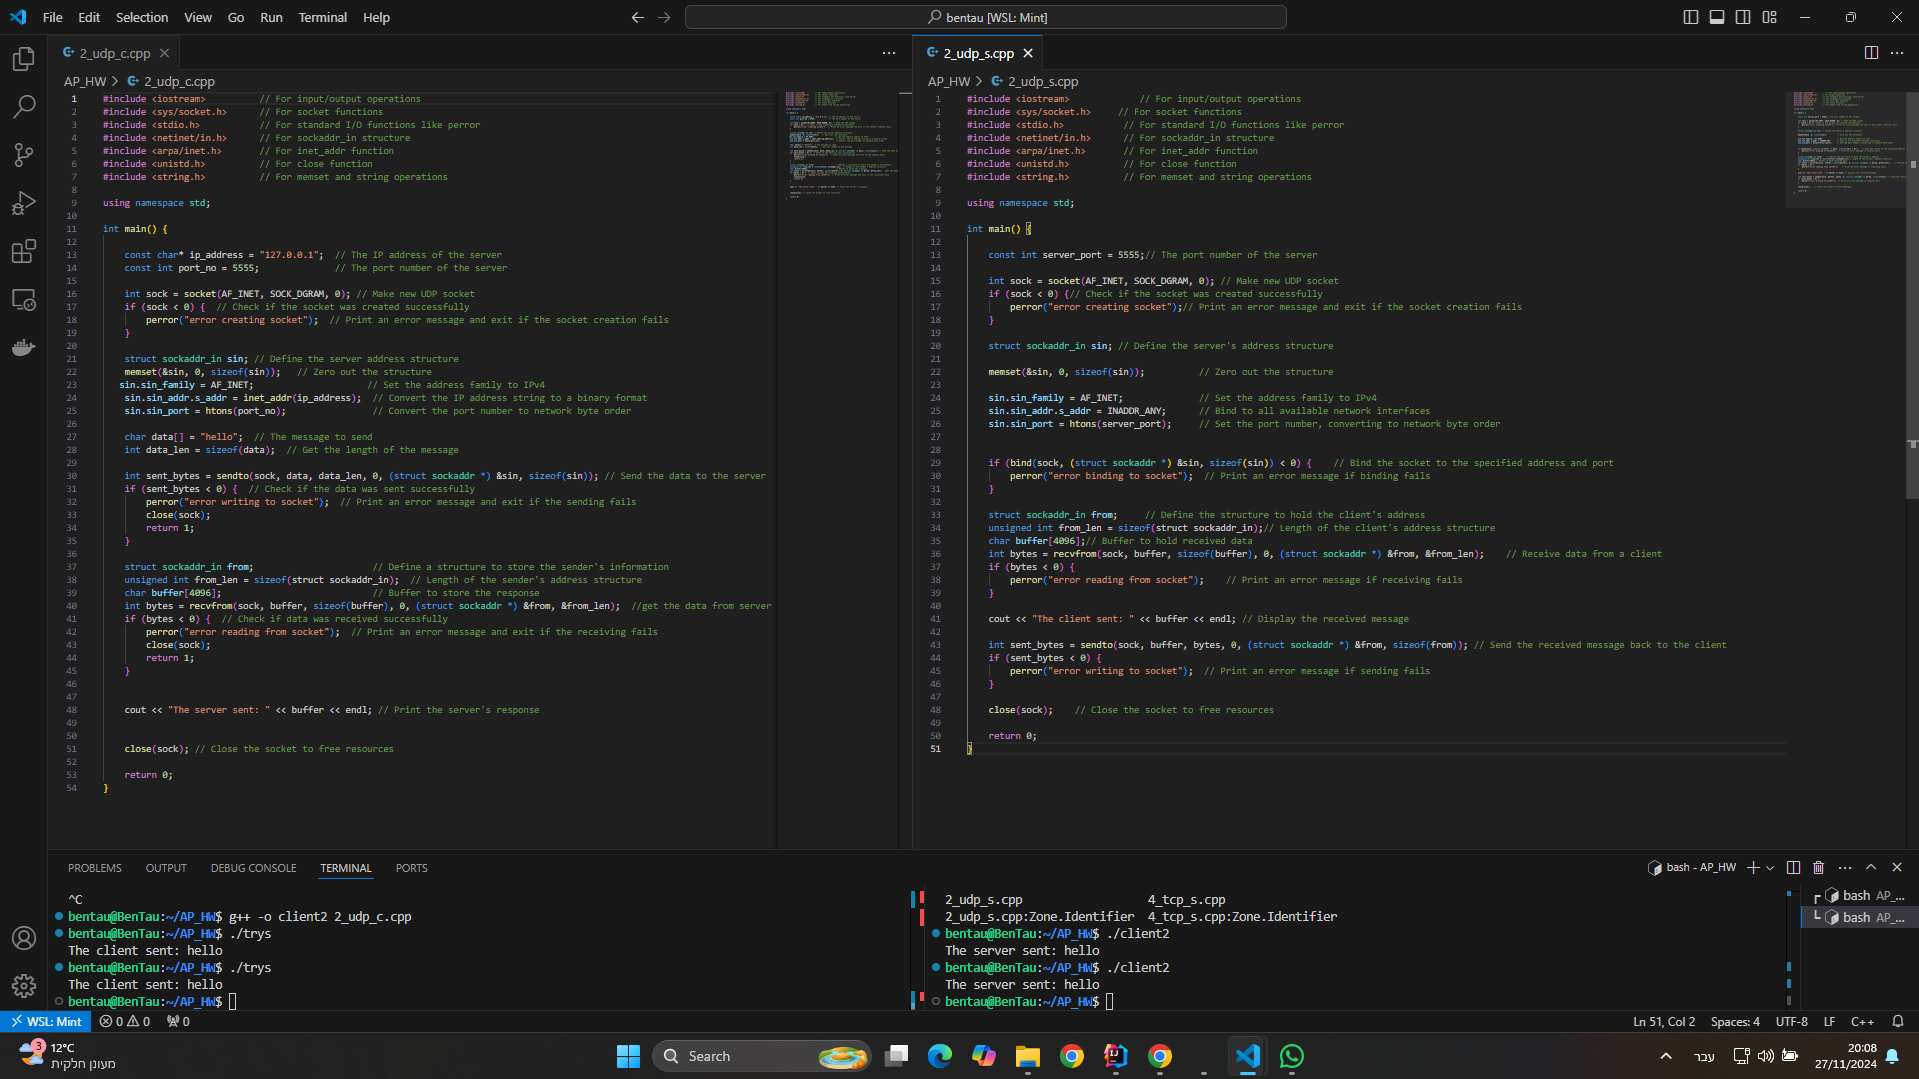 File Edit Selection View Go Run Terminal Help
bentau [WSL: Mint]
2_udp_c.cpp
AP_HW > 2_udp_c.cpp
1 #include <iostream> // For input/output operations
2 #include <sys/socket.h> // For socket functions
3 #include <stdio.h> // For standard I/O functions like perror
4 #include <netinet/in.h> // For sockaddr_in structure
5 #include <arpa/inet.h> // For inet_addr function
6 #include <unistd.h> // For close function
7 #include <string.h> // For memset and string operations
8
9 using namespace std;
10
11 int main() {
12
13 const char* ip_address = "127.0.0.1"; // The IP address of the server
14 const int port_no = 5555; // The port number of the server
15
16 int sock = socket(AF_INET, SOCK_DGRAM, 0); // Make new UDP socket
17 if (sock < 0) { // Check if the socket was created successfully
18 perror("error creating socket"); // Print an error message and exit if the socket creation fails
19 }
20
21 struct sockaddr_in sin; // Define the server address structure
22 memset(&sin, 0, sizeof(sin)); // Zero out the structure
23 sin.sin_family = AF_INET; // Set the address family to IPv4
24 sin.sin_addr.s_addr = inet_addr(ip_address); // Convert the IP address string to a binary format
25 sin.sin_port = htons(port_no); // Convert the port number to network byte order
26
27 char data[] = "hello"; // The message to send
28 int data_len = sizeof(data); // Get the length of the message
29
30 int sent_bytes = sendto(sock, data, data_len, 0, (struct sockaddr *) &sin, sizeof(sin)); // Send the data to the server
31 if (sent_bytes < 0) { // Check if the data was sent successfully
32 perror("error writing to socket"); // Print an error message and exit if the sending fails
33 close(sock);
34 return 1;
35 }
36
37 struct sockaddr_in from; // Define a structure to store the sender's information
38 unsigned int from_len = sizeof(struct sockaddr_in); // Length of the sender's address structure
39 char buffer[4096]; // Buffer to store the response
40 int bytes = recvfrom(sock, buffer, sizeof(buffer), 0, (struct sockaddr *) &from, &from_len); //get the data from server
41 if (bytes < 0) { // Check if data was received successfully
42 perror("error reading from socket"); // Print an error message and exit if the receiving fails
43 close(sock);
44 return 1;
45 }
46
47
48 cout << "The server sent: " << buffer << endl; // Print the server's response
49
50
51 close(sock); // Close the socket to free resources
52
53 return 0;
54 }
2_udp_s.cpp
AP_HW > 2_udp_s.cpp
1 #include <iostream> // For input/output operations
2 #include <sys/socket.h> // For socket functions
3 #include <stdio.h> // For standard I/O functions like perror
4 #include <netinet/in.h> // For sockaddr_in structure
5 #include <arpa/inet.h> // For inet_addr function
6 #include <unistd.h> // For close function
7 #include <string.h> // For memset and string operations
8
9 using namespace std;
10
11 int main() {
12
13 const int server_port = 5555;// The port number of the server
14
15 int sock = socket(AF_INET, SOCK_DGRAM, 0); // Make new UDP socket
16 if (sock < 0) {// Check if the socket was created successfully
17 perror("error creating socket");// Print an error message and exit if the socket creation fails
18 }
19
20 struct sockaddr_in sin; // Define the server's address structure
21
22 memset(&sin, 0, sizeof(sin)); // Zero out the structure
23
24 sin.sin_family = AF_INET; // Set the address family to IPv4
25 sin.sin_addr.s_addr = INADDR_ANY; // Bind to all available network interfaces
26 sin.sin_port = htons(server_port); // Set the port number, converting to network byte order
27
28
29 if (bind(sock, (struct sockaddr *) &sin, sizeof(sin)) < 0) { // Bind the socket to the specified address and port
30 perror("error binding to socket"); // Print an error message if binding fails
31 }
32
33 struct sockaddr_in from; // Define the structure to hold the client's address
34 unsigned int from_len = sizeof(struct sockaddr_in);// Length of the client's address structure
35 char buffer[4096];// Buffer to hold received data
36 int bytes = recvfrom(sock, buffer, sizeof(buffer), 0, (struct sockaddr *) &from, &from_len); // Receive data from a client
37 if (bytes < 0) {
38 perror("error reading from socket"); // Print an error message if receiving fails
39 }
40
41 cout << "The client sent: " << buffer << endl; // Display the received message
42
43 int sent_bytes = sendto(sock, buffer, bytes, 0, (struct sockaddr *) &from, sizeof(from)); // Send the received message back to the client
44 if (sent_bytes < 0) {
45 perror("error writing to socket"); // Print an error message if sending fails
46 }
47
48 close(sock); // Close the socket to free resources
49
50 return 0;
51 }
PROBLEMS OUTPUT DEBUG CONSOLE TERMINAL PORTS
bash - AP_HW
^C
bentau@BenTau:~/AP_HW$ g++ -o client2 2_udp_c.cpp
bentau@BenTau:~/AP_HW$ ./trys
The client sent: hello
bentau@BenTau:~/AP_HW$ ./trys
The client sent: hello
bentau@BenTau:~/AP_HW$
2_udp_s.cpp 4_tcp_s.cpp
2_udp_s.cpp:Zone.Identifier 4_tcp_s.cpp:Zone.Identifier
bentau@BenTau:~/AP_HW$ ./client2
The server sent: hello
bentau@BenTau:~/AP_HW$ ./client2
The server sent: hello
bentau@BenTau:~/AP_HW$
bash AP_...
bash AP_...
WSL: Mint 0 0 0
Ln 51, Col 2 Spaces: 4 UTF-8 LF C++
3 12°C
מעונן חלקית
Search
עבר
20:08
27/11/2024